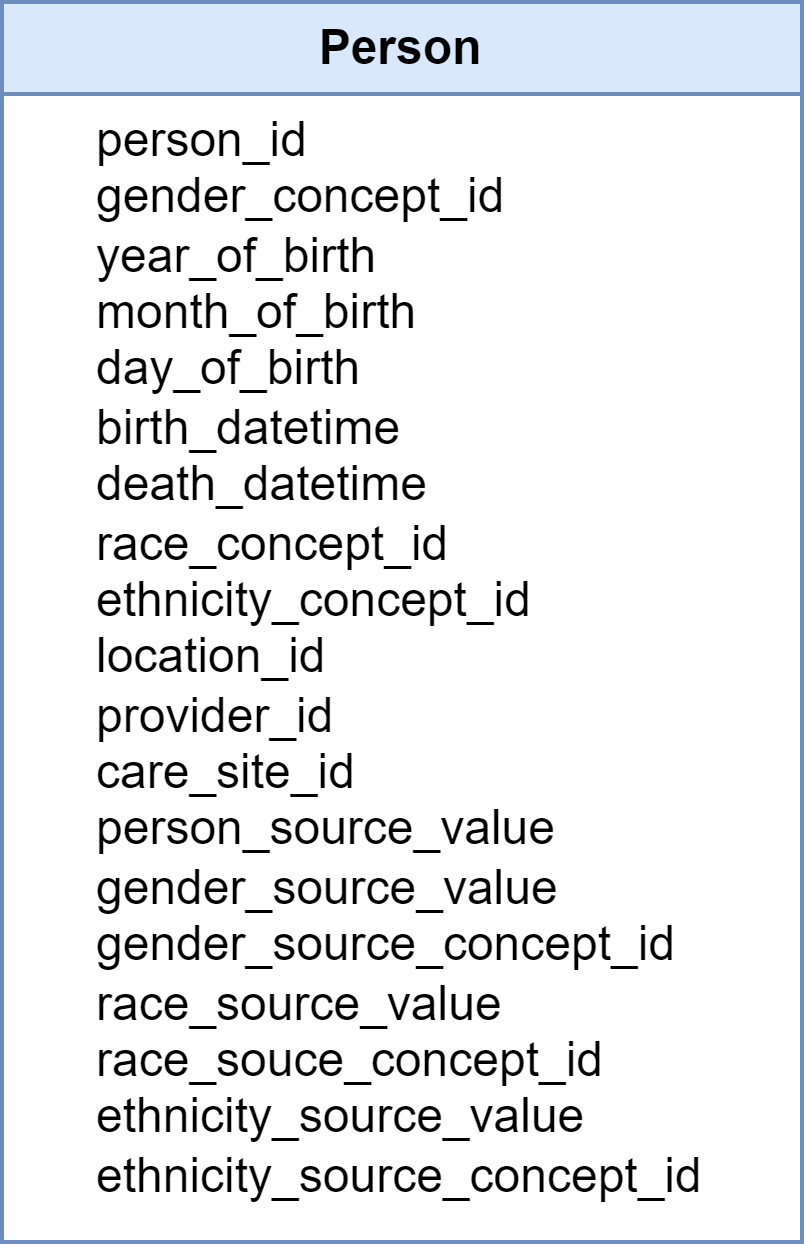 Person
person_id
gender_concept_id
year_of_birth
month_of_birth
day_of_birth
birth_datetime
death_datetime
race_concept_id
ethnicity_concept_id
location_id
provider_id
care_site_id
person_source_value
gender_source_value
gender_source_concept_id
race_source_value
race_souce_concept_id
ethnicity_source_value
ethnicity_source_concept_id